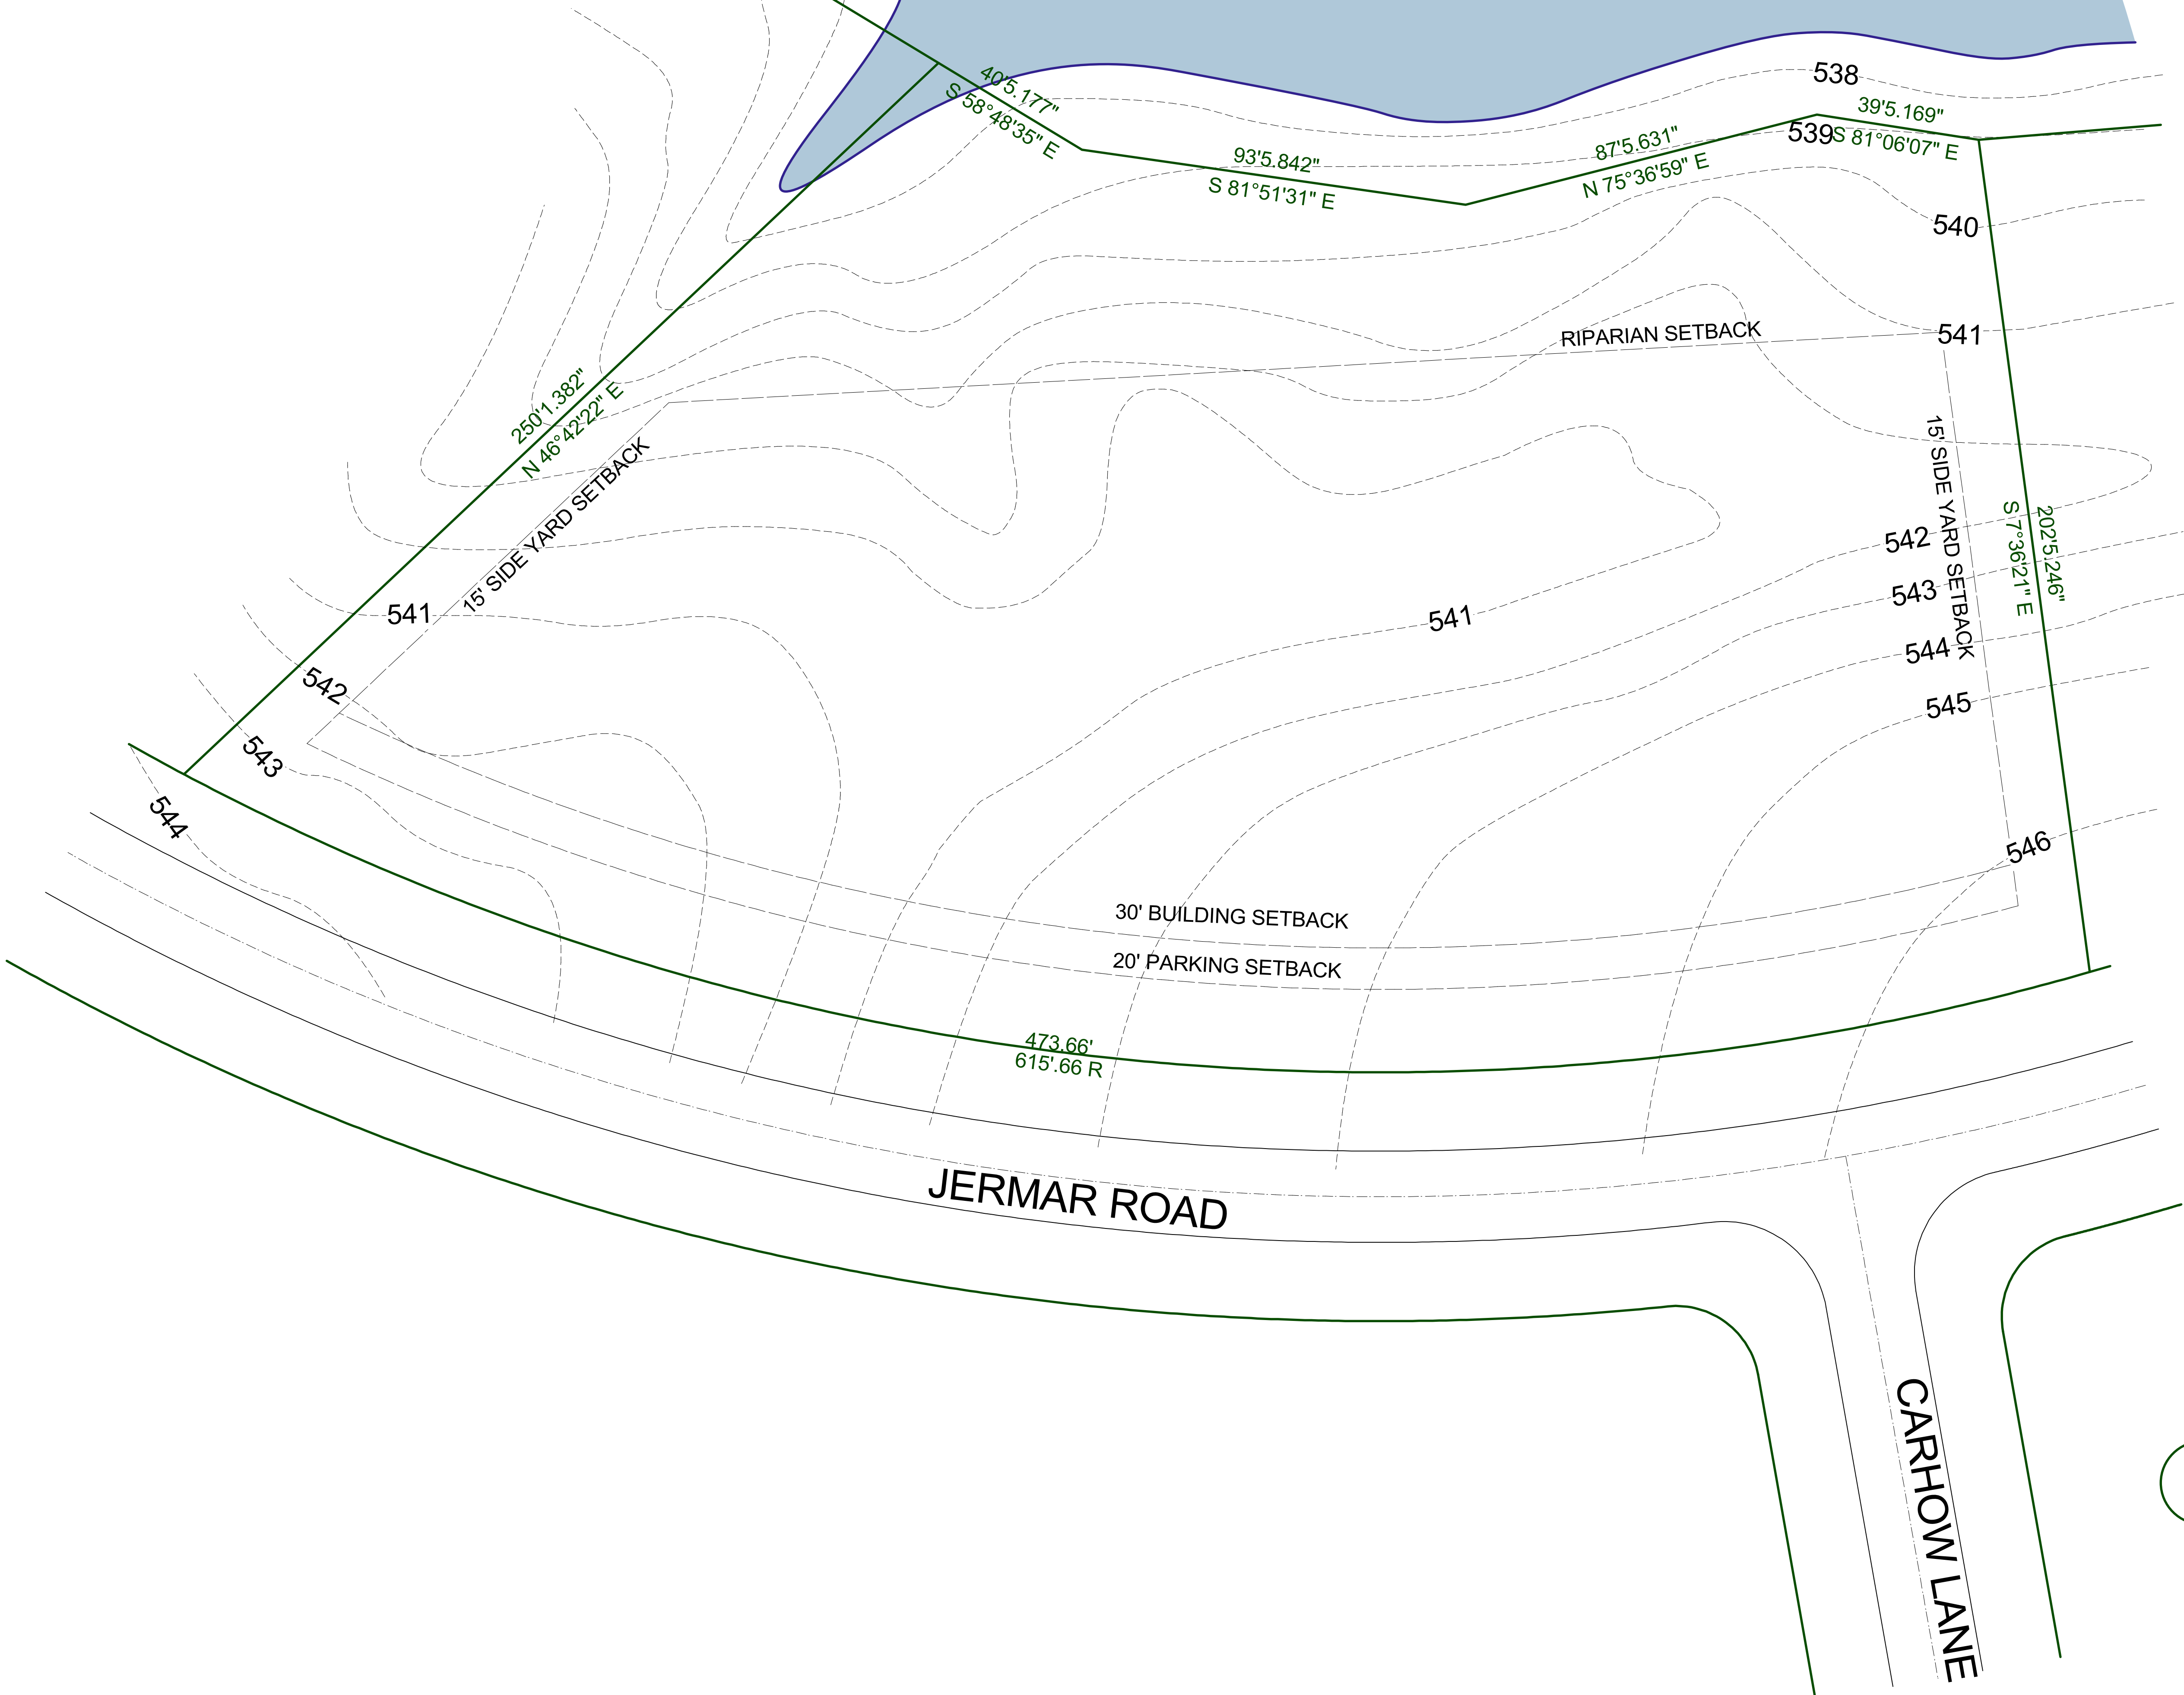 538
40'5.177"
S 58°48'35" E
39'5.169"
S 81°06'07" E
539
87'5.631"
N 75°36'59" E
93'5.842"
S 81°51'31" E
540
RIPARIAN SETBACK
541
250'1.382"
N 46°42'22" E
15' SIDE YARD SETBACK
15' SIDE YARD SETBACK
202'5.246"
S 7°36'21" E
542
543
541
541
544
542
545
543
544
546
30' BUILDING SETBACK
20' PARKING SETBACK
473.66'
615'.66 R
JERMAR ROAD
CARHOW LANE